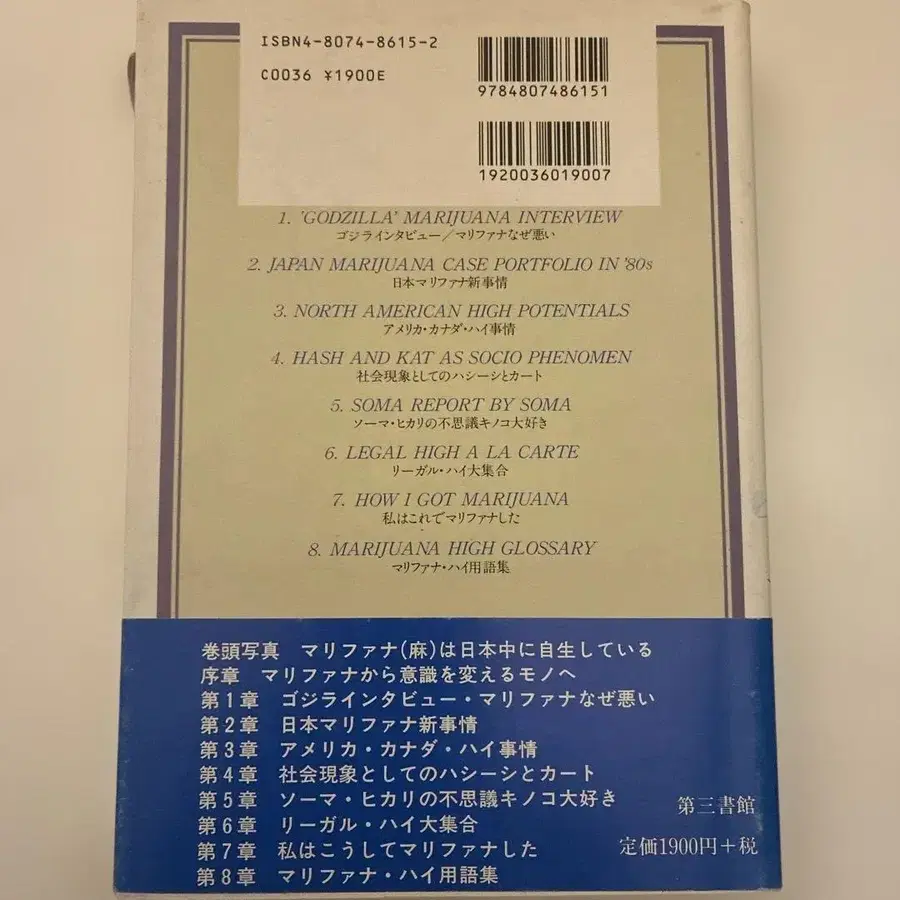 ISBN4-8074-8615-2
C0036 ¥1900E
9784807486151
1920036019007
1. 'GODZILLA' MARIJUANA INTERVIEW
ゴジラインタビュー／マリファナなぜ悪い
2. JAPAN MARIJUANA CASE PORTFOLIO IN '80s
日本マリファナ新事情
3. NORTH AMERICAN HIGH POTENTIALS
アメリカ・カナダ・ハイ事情
4. HASH AND KAT AS SOCIO PHENOMEN
社会現象としてのハシーシとカート
5. SOMA REPORT BY SOMA
ソーマ・ヒカリの不思議キノコ大好き
6. LEGAL HIGH A LA CARTE
リーガル・ハイ大集合
7. HOW I GOT MARIJUANA
私はこれでマリファナした
8. MARIJUANA HIGH GLOSSARY
マリファナ・ハイ用語集
巻頭写真 マリファナ(麻)は日本中に自生している
序章 マリファナから意識を変えるモノへ
第1章 ゴジラインタビュー・マリファナなぜ悪い
第2章 日本マリファナ新事情
第3章 アメリカ・カナダ・ハイ事情
第4章 社会現象としてのハシーシとカート
第5章 ソーマ・ヒカリの不思議キノコ大好き
第6章 リーガル・ハイ大集合
第7章 私はこうしてマリファナした
第8章 マリファナ・ハイ用語集
第三書館
定価1900円+税